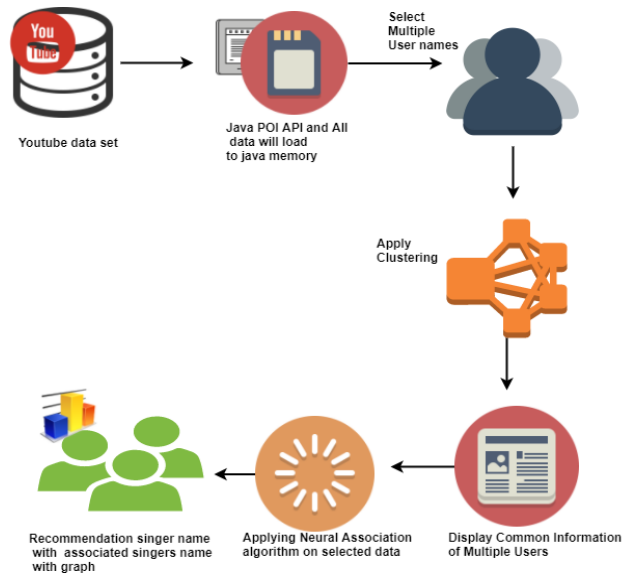 You
Tube
Youtube data set
Java POI API and All
data will load
to java memory
Select
Multiple
User names
Apply
Clustering
Display Common Information
of Multiple Users
Applying Neural Association
algorithm on selected data
Recommendation singer name
with associated singers name
with graph